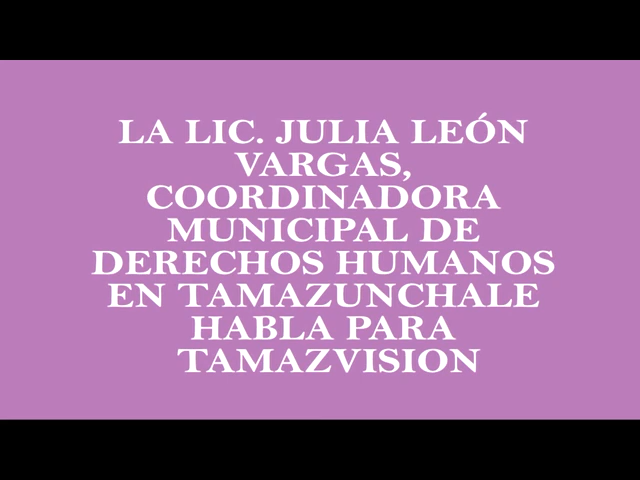 LA LIC. JULIA LEÓN
VARGAS,
COORDINADORA
MUNICIPAL DE
DERECHOS HUMANOS
EN TAMAZUNCHALE
HABLA PARA
TAMAZVISION